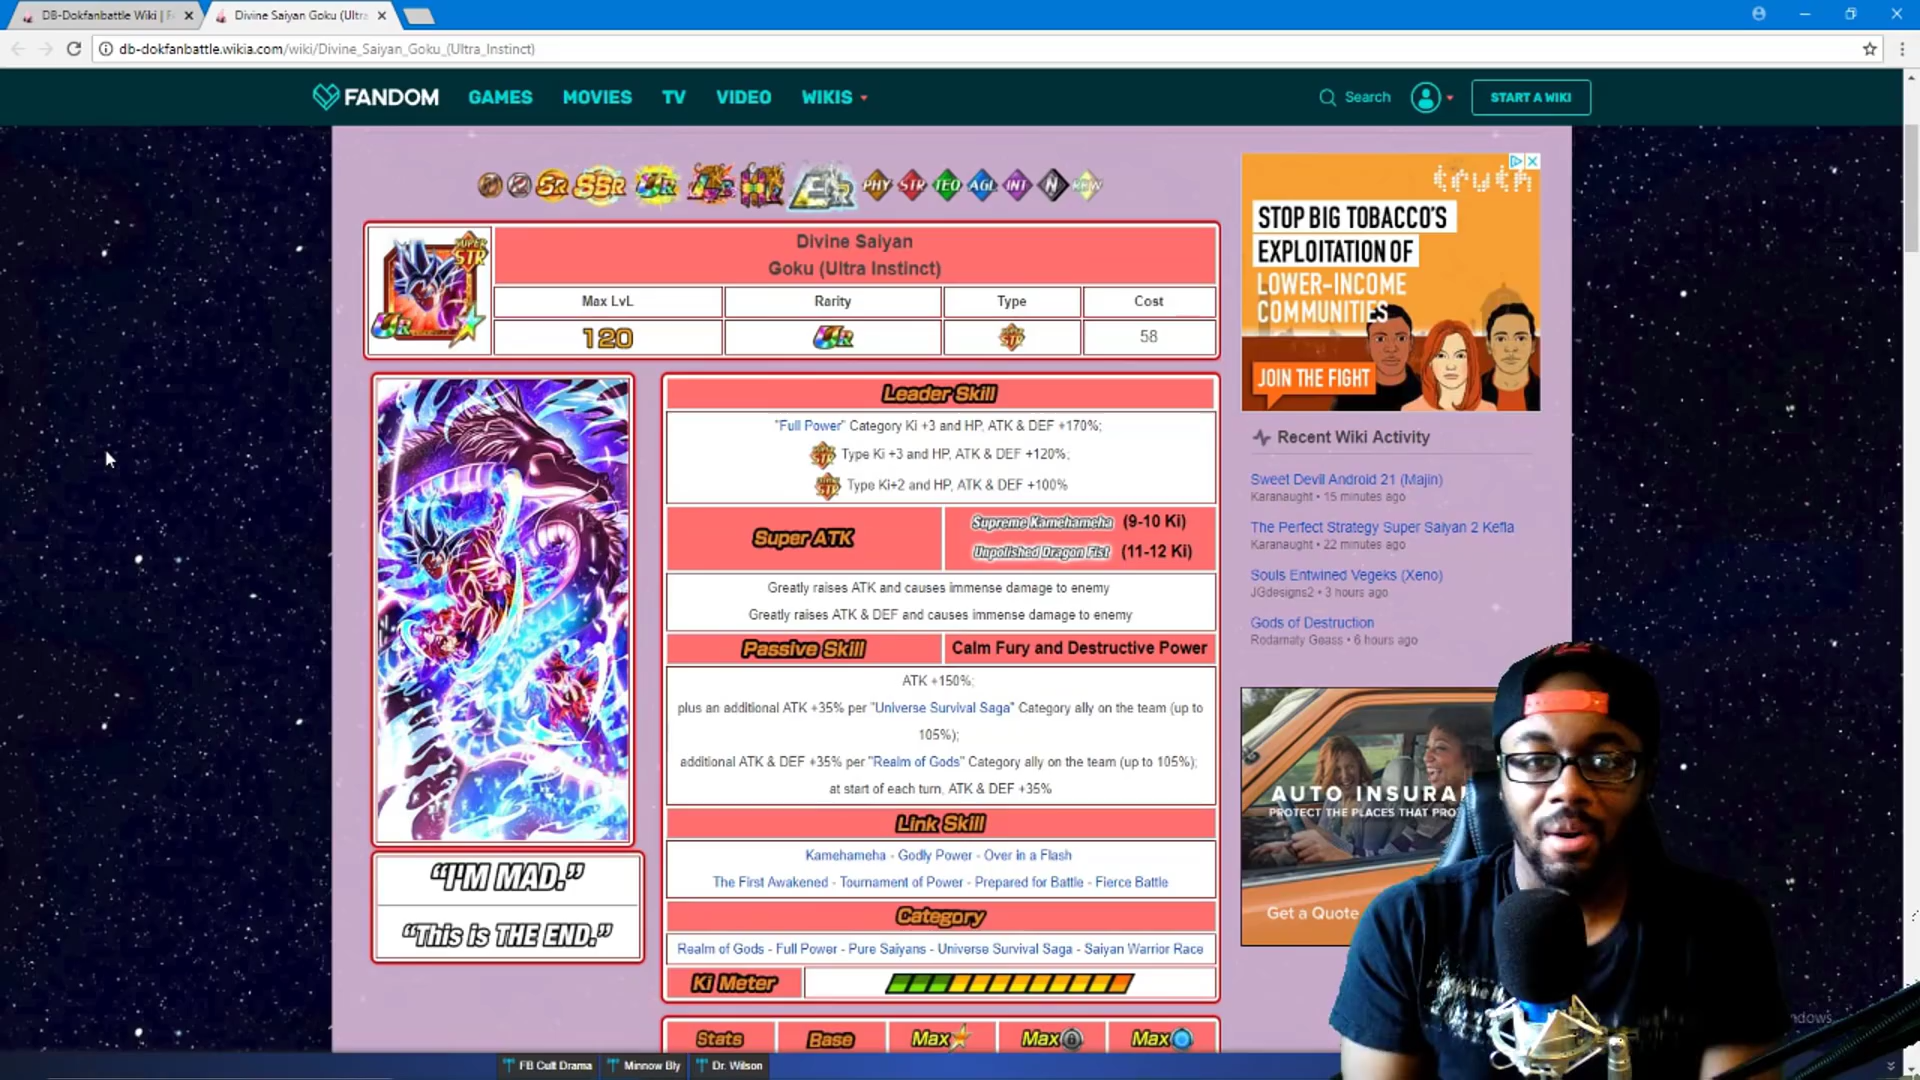 DB-Dokfanbattle Wiki | F
Divine Saiyan Goku (Ultra
db-dokfanbattle.wikia.com/wiki/Divine_Saiyan_Goku_(Ultra_Instinct)
FANDOM GAMES MOVIES TV VIDEO WIKIS
Search
START A WIKI
SR SSR UR LR PHY STR TEQ AGL INT N
SUPER STR
UR
Divine Saiyan
Goku (Ultra Instinct)
Max LvL Rarity Type Cost
120 UR STR 58
Leader Skill
"Full Power" Category Ki +3 and HP, ATK & DEF +170%;
Type Ki +3 and HP, ATK & DEF +120%;
Type Ki+2 and HP, ATK & DEF +100%
Super ATK
Supreme Kamehameha (9-10 Ki)
Unpolished Dragon Fist (11-12 Ki)
Greatly raises ATK and causes immense damage to enemy
Greatly raises ATK & DEF and causes immense damage to enemy
Passive Skill
Calm Fury and Destructive Power
ATK +150%;
plus an additional ATK +35% per "Universe Survival Saga" Category ally on the team (up to
105%);
additional ATK & DEF +35% per "Realm of Gods" Category ally on the team (up to 105%);
at start of each turn, ATK & DEF +35%
Link Skill
Kamehameha - Godly Power - Over in a Flash
The First Awakened - Tournament of Power - Prepared for Battle - Fierce Battle
Category
Realm of Gods - Full Power - Pure Saiyans - Universe Survival Saga - Saiyan Warrior Race
Ki Meter
Stats Base Max Max Max
"I'M MAD."
"This is THE END."
truth
STOP BIG TOBACCO'S
EXPLOITATION OF
LOWER-INCOME
COMMUNITIES
JOIN THE FIGHT
Recent Wiki Activity
Sweet Devil Android 21 (Majin)
Karanaught • 15 minutes ago
The Perfect Strategy Super Saiyan 2 Kefla
Karanaught • 22 minutes ago
Souls Entwined Vegeks (Xeno)
JGdesigns2 • 3 hours ago
Gods of Destruction
Rodamaty Geass • 6 hours ago
AUTO INSURA
PROTECT THE PLACES THAT PRO
Get a Quote
FB Cult Drama
Minnow Bly
Dr. Wilson